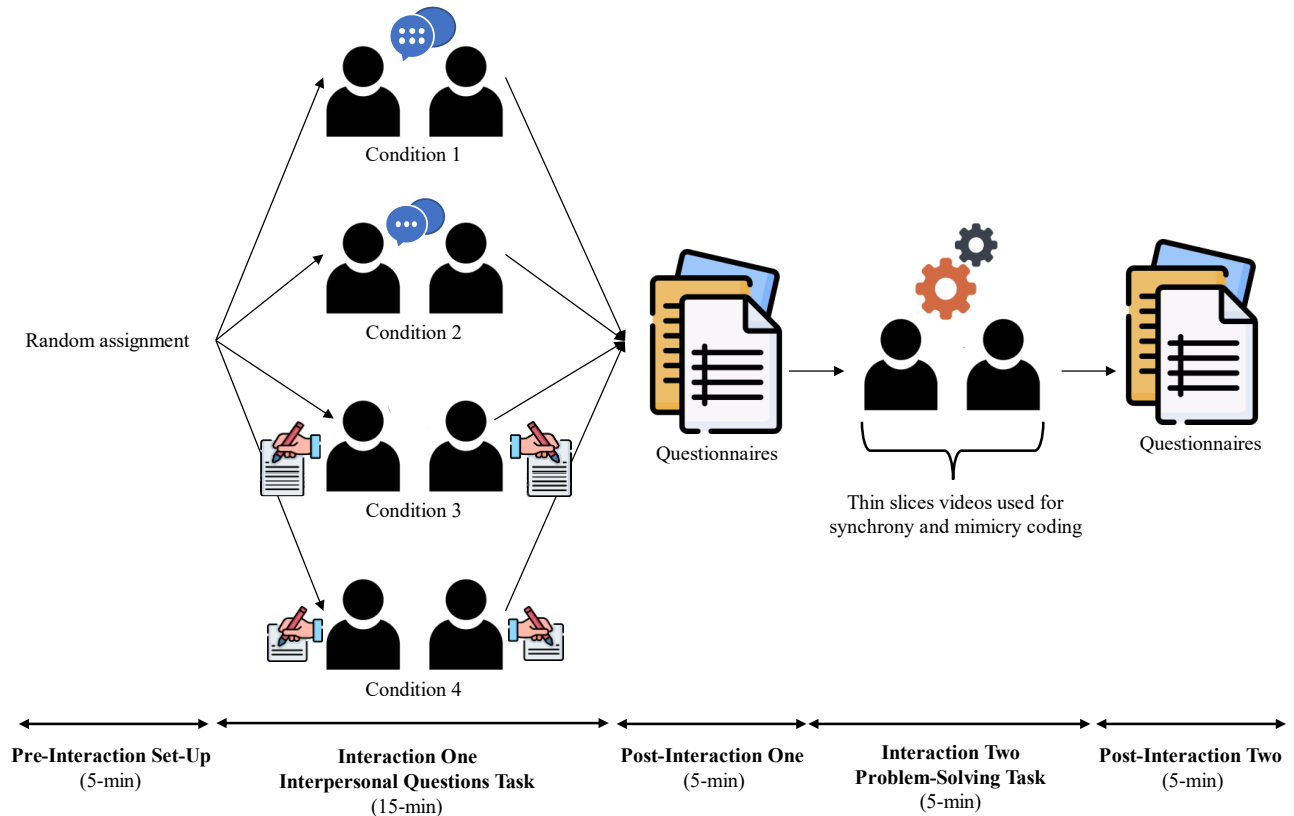 Condition 1
Condition 2
Random assignment
Condition 3
Condition 4
Questionnaires
Thin slices videos used for
synchrony and mimicry coding
Questionnaires
Pre-Interaction Set-Up
(5-min)
Interaction One
Interpersonal Questions Task
(15-min)
Post-Interaction One
(5-min)
Interaction Two
Problem-Solving Task
(5-min)
Post-Interaction Two
(5-min)